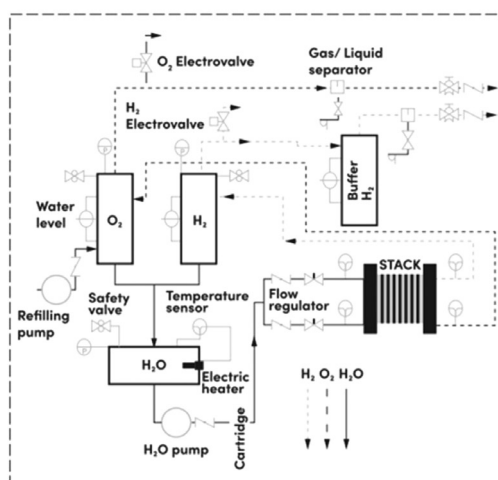 O₂ Electrovalve
Gas/ Liquid
separator
H₂
Electrovalve
Water
level
O₂
H₂
Buffer
H₂
STACK
Refilling
pump
Safety
valve
Temperature
sensor
Flow
regulator
H₂O
Electric
heater
H₂O pump
Cartridge
H₂ O₂ H₂O